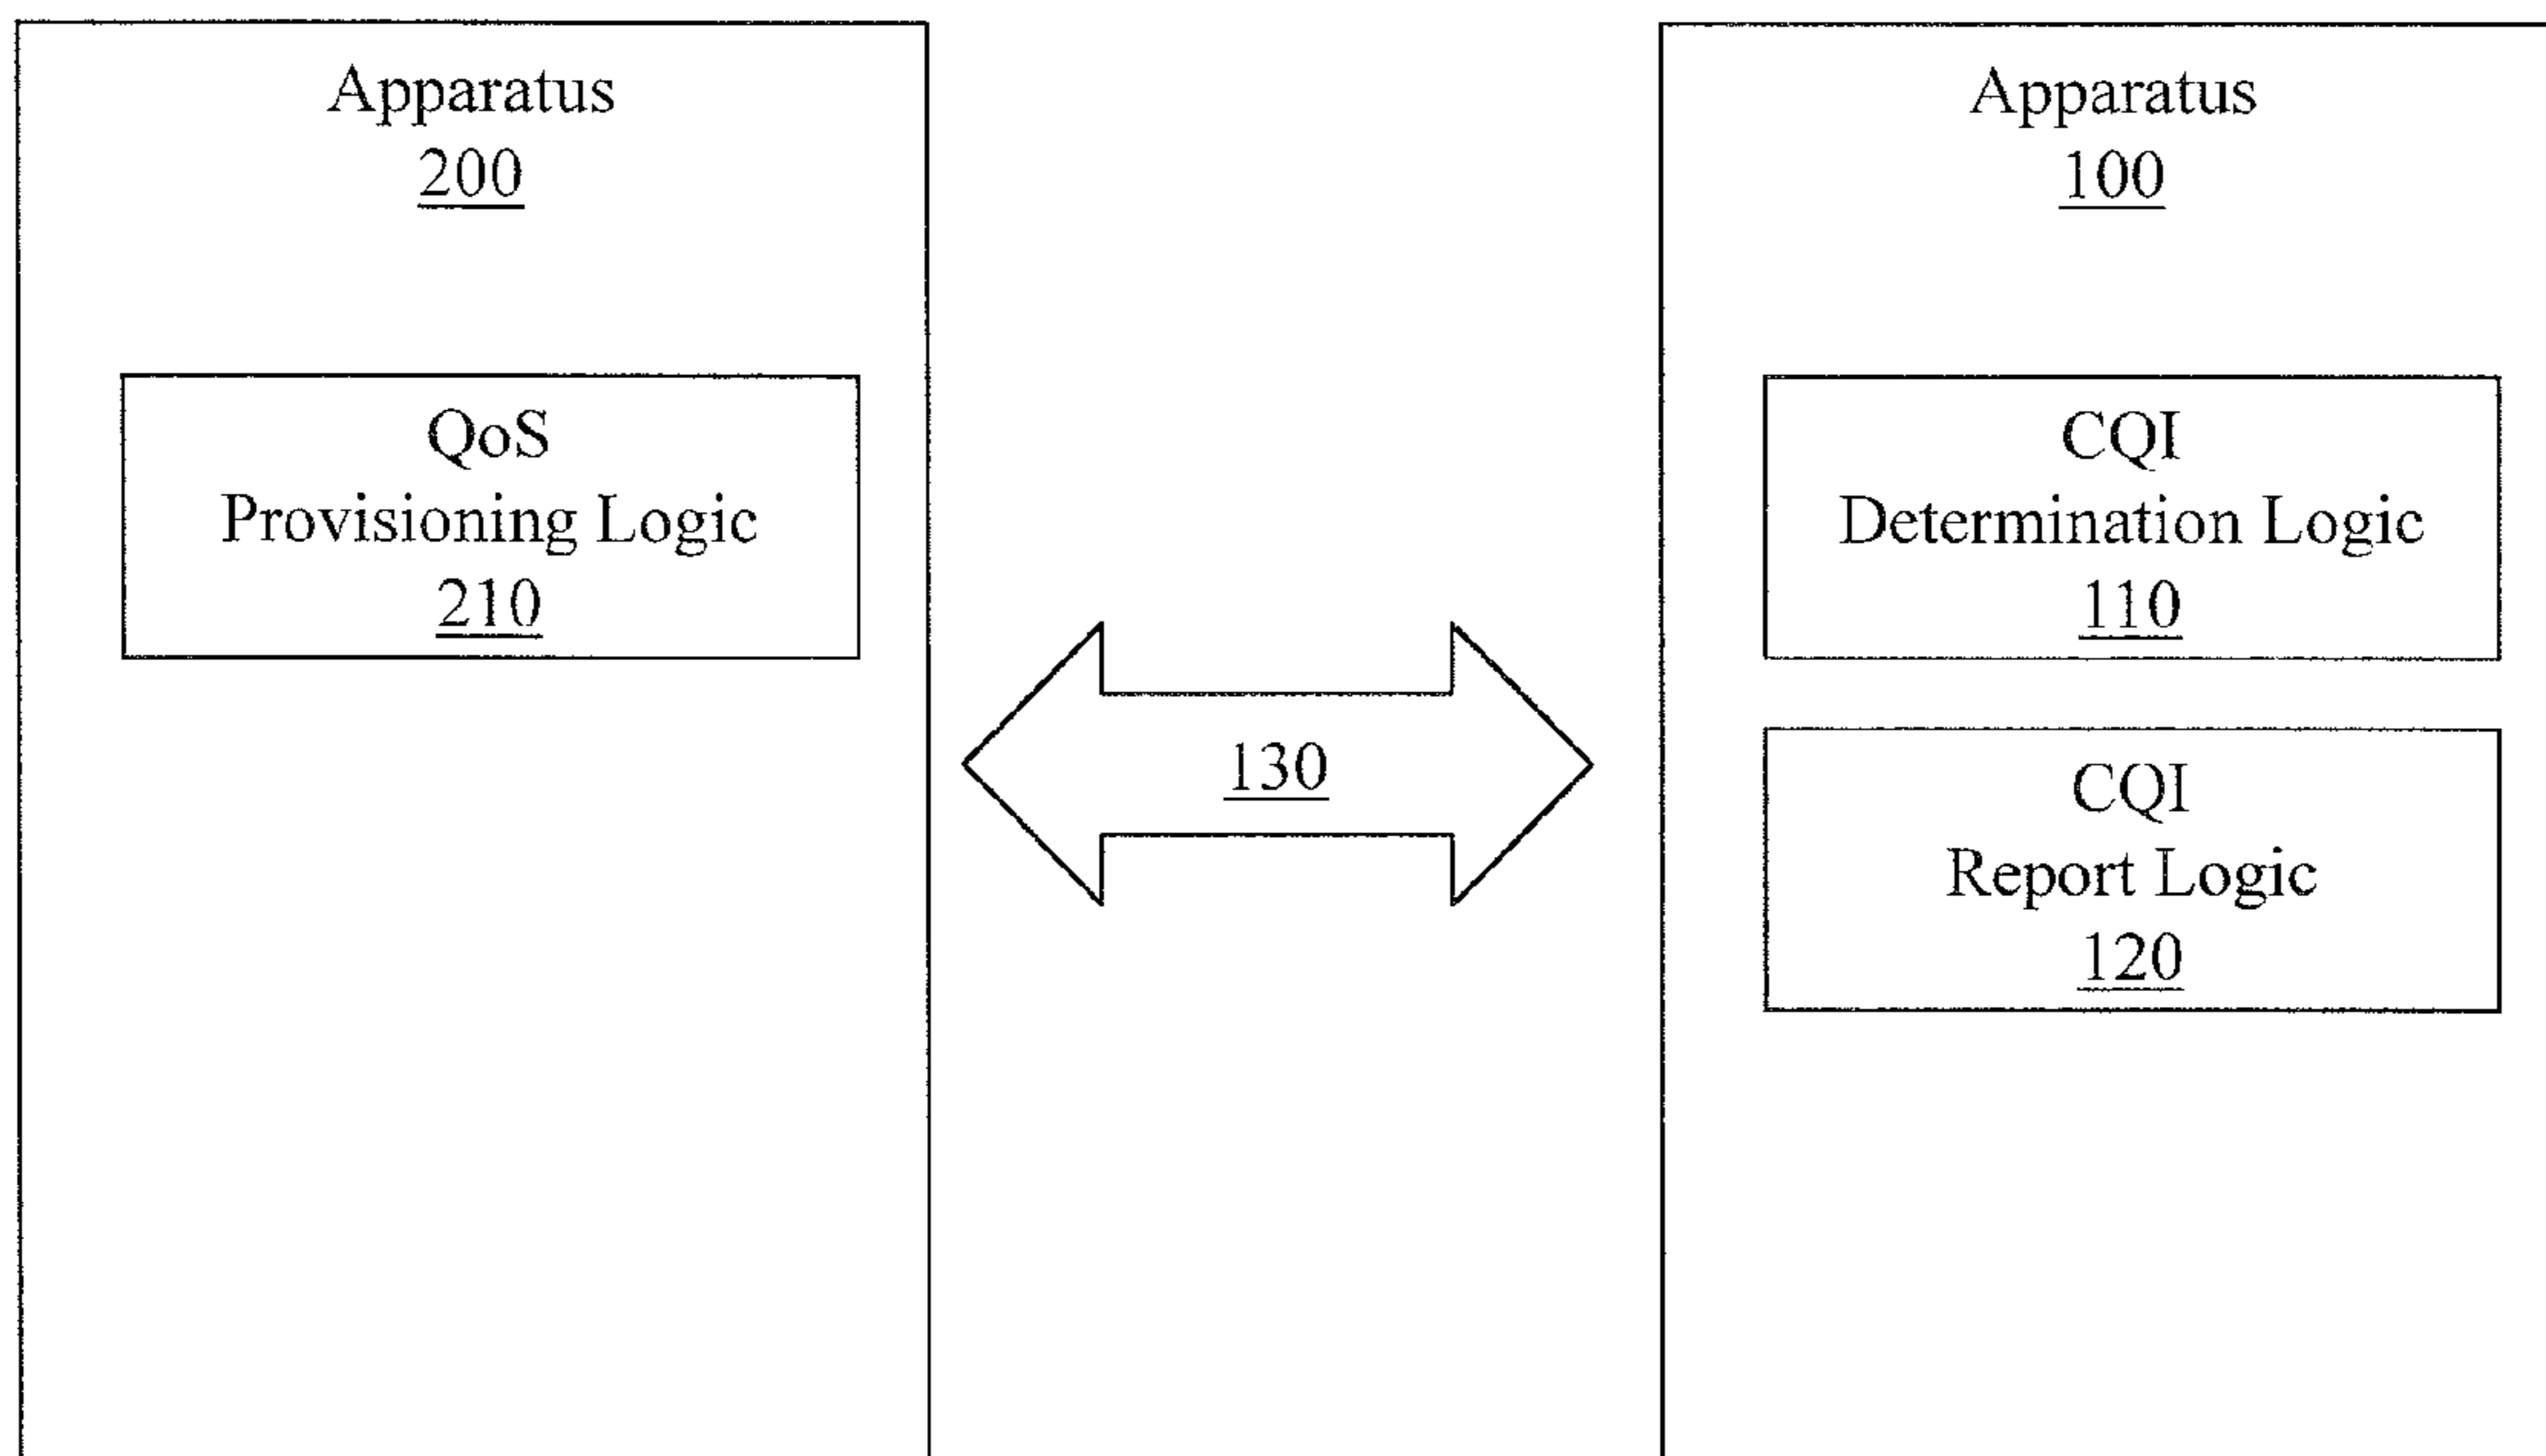 Apparatus
200
QoS
Provisioning Logic
210
130
Apparatus
100
CQI
Determination Logic
110
CQI
Report Logic
120